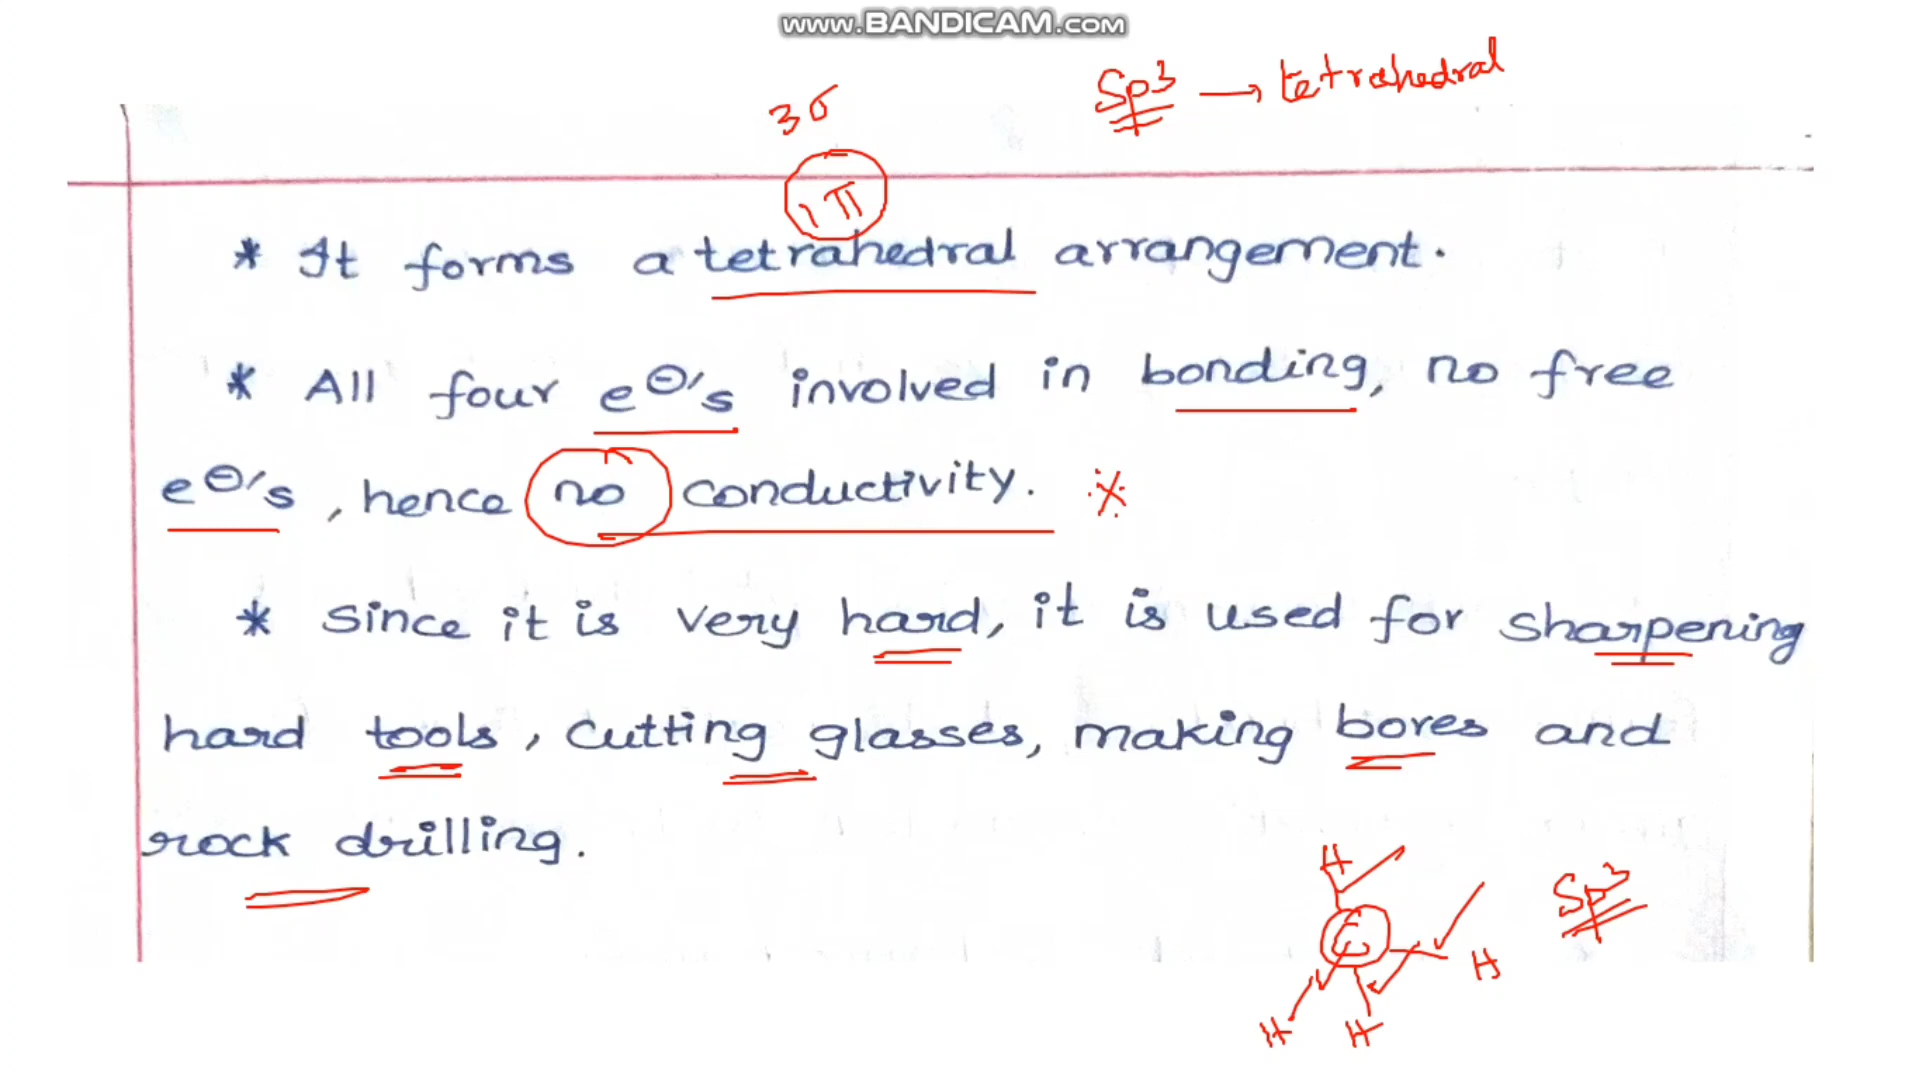 www.BANDICAM.com
Sp³ → tetrahedral
3σ
1π
* It forms a tetrahedral arrangement.
* All four e⊖'s involved in bonding, no free
e⊖'s, hence no conductivity.
* Since it is very hard, it is used for sharpening
hard tools, cutting glasses, making bores and
rock drilling.
H
C
Sp³
H
H H